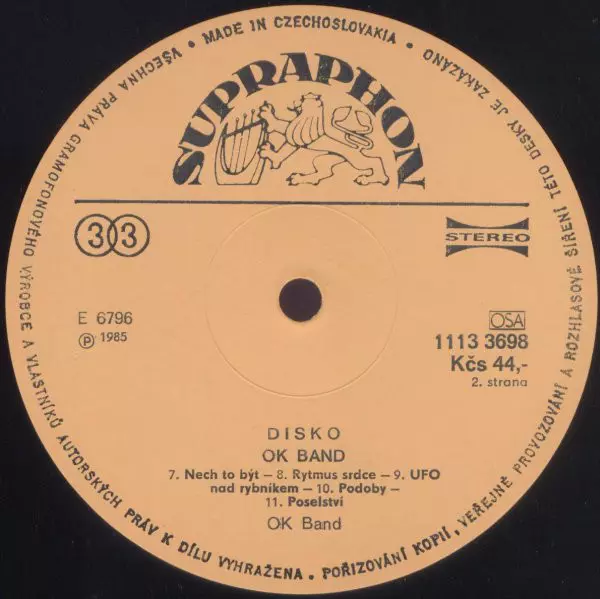 • MADE IN CZECHOSLOVAKIA •
VŠECHNA PRÁVA GRAMOFONOVÉHO VÝROBCE A VLASTNÍKŮ AUTORSKÝCH PRÁV K DÍLU VYHRAŽENA • POŘIZOVÁNÍ KOPIÍ, VEŘEJNÉ PROVOZOVÁNÍ A ROZHLASOVÉ ŠÍŘENÍ TÉTO DESKY JE ZAKÁZÁNO
SUPRAPHON
33
STEREO
E 6796
Ⓟ 1985
OSA
1113 3698
Kčs 44,-
2. strana
DISKO
OK BAND
7. Nech to být – 8. Rytmus srdce – 9. UFO
nad rybníkem – 10. Podoby –
11. Poselství
OK Band